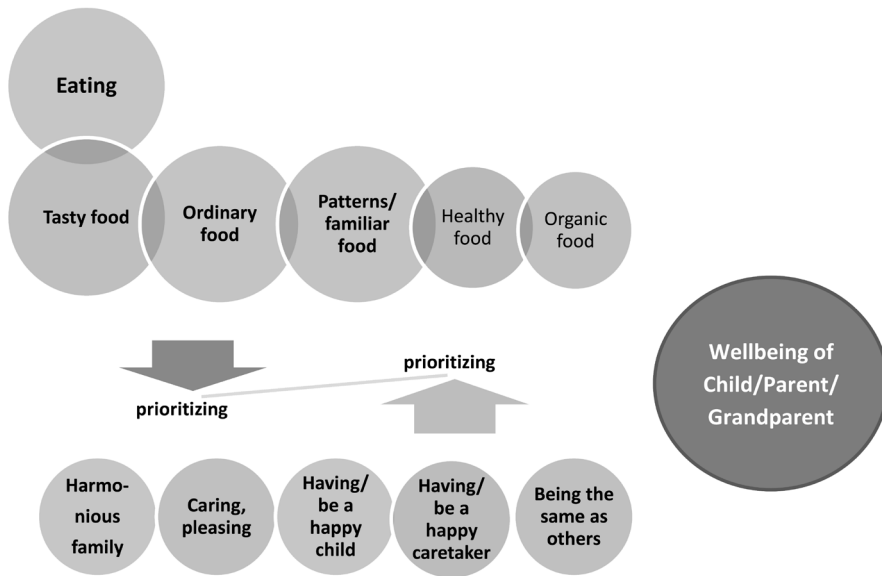 Eating
Tasty food
Ordinary
food
Patterns/
familiar
food
Healthy
food
Organic
food
prioritizing
prioritizing
Wellbeing of
Child/Parent/
Grandparent
Harmo-
nious
family
Caring,
pleasing
Having/
be a
happy
child
Having/
be a
happy
caretaker
Being the
same as
others